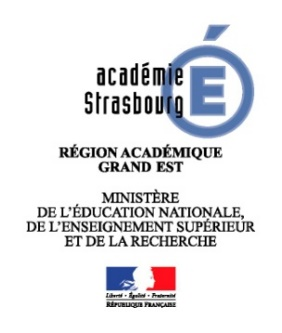 académie
Strasbourg
É
RÉGION ACADÉMIQUE
GRAND EST
MINISTÈRE
DE L'ÉDUCATION NATIONALE,
DE L'ENSEIGNEMENT SUPÉRIEUR
ET DE LA RECHERCHE
Liberté • Égalité • Fraternité
RÉPUBLIQUE FRANÇAISE